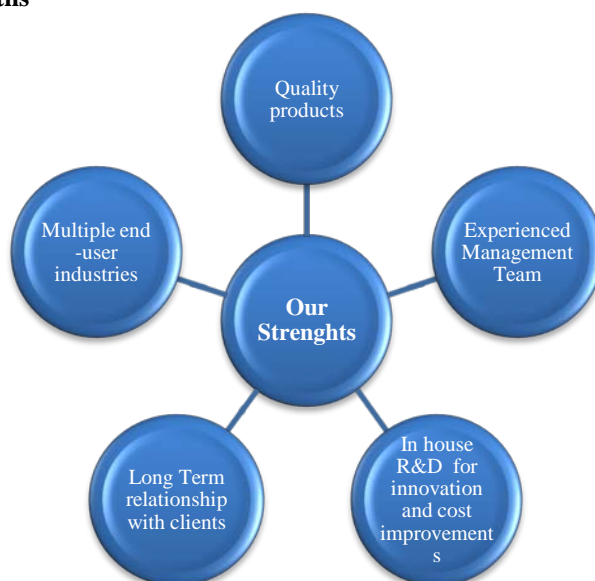 Quality
products
Multiple end
-user
industries
Experienced
Management
Team
Our
Strenghts
Long Term
relationship
with clients
In house
R&D for
innovation
and cost
improvement
s